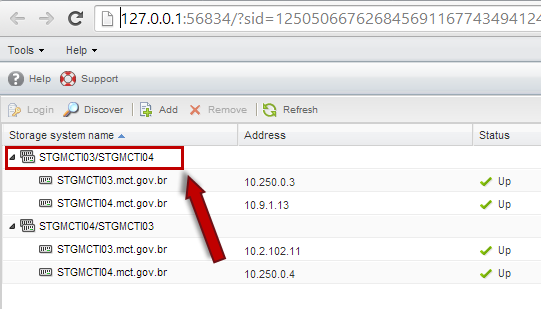 127.0.0.1:56834/?sid=125050667626845691167743494124
Tools Help
Help Support
Login Discover Add Remove Refresh
Storage system name Address Status
STGMCTI03/STGMCTI04
STGMCTI03.mct.gov.br 10.250.0.3 Up
STGMCTI04.mct.gov.br 10.9.1.13 Up
STGMCTI04/STGMCTI03
STGMCTI03.mct.gov.br 10.2.102.11 Up
STGMCTI04.mct.gov.br 10.250.0.4 Up